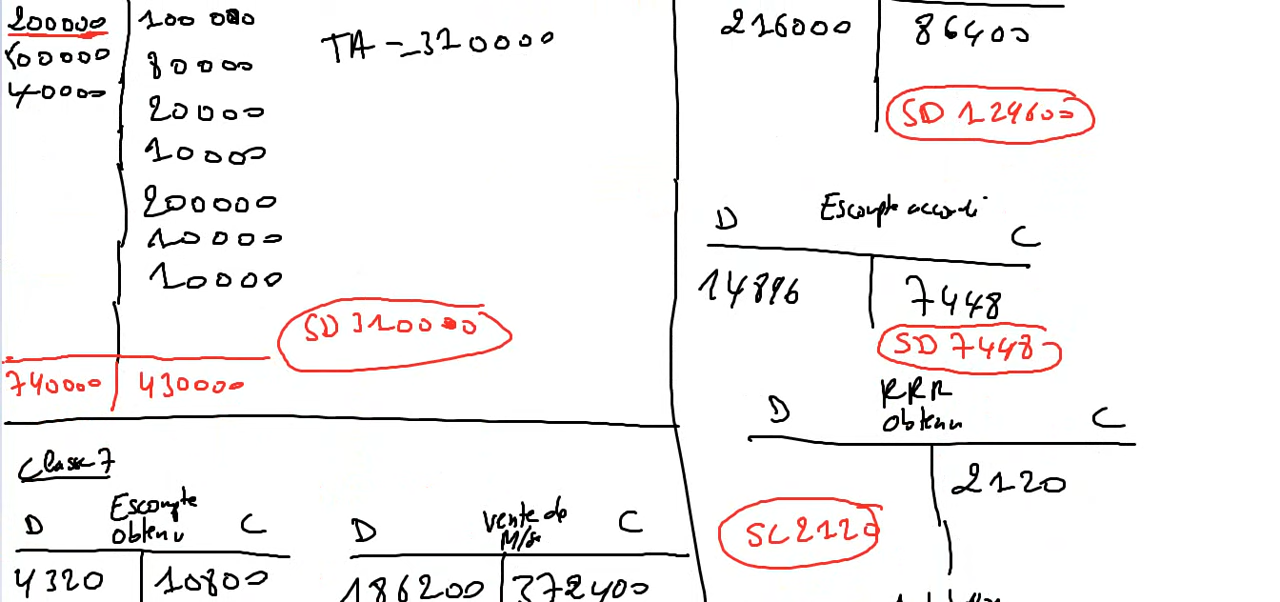 200000 100 000
500000 80000
40000 20000
10000
200000
10000
10000
TA = 310000
SD 310000
740000 430000
Classe 7
D Escompte obtenu C
4320 10800
D Vente de M/se C
186200 372400
216000 86400
SD 129600
D Escompte accordé C
14896 7448
SD 7448
D RRR Obtenu C
2120
SC 2120